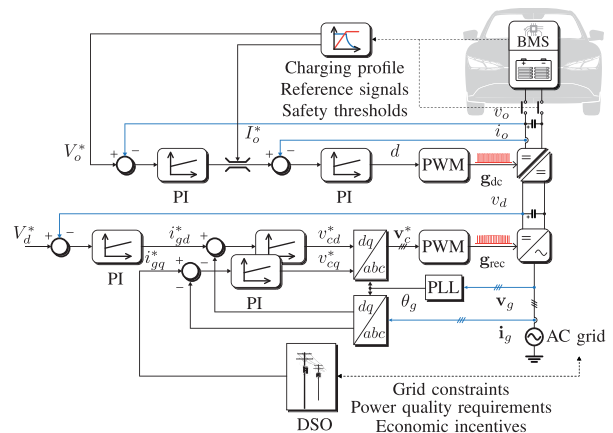 BMS
Charging profile
Reference signals
Safety thresholds
v_o
i_o
V_o^*
I_o^*
+
−
+
−
d
PWM
g_dc
PI
PI
v_d
V_d^*
+
−
i_gd^*
i_gq^*
+
−
+
−
−
v_cd^*
v_cq^*
dq
abc
v_c^*
PWM
g_rec
PI
PI
dq
abc
θ_g
PLL
v_g
i_g
AC grid
DSO
Grid constraints
Power quality requirements
Economic incentives